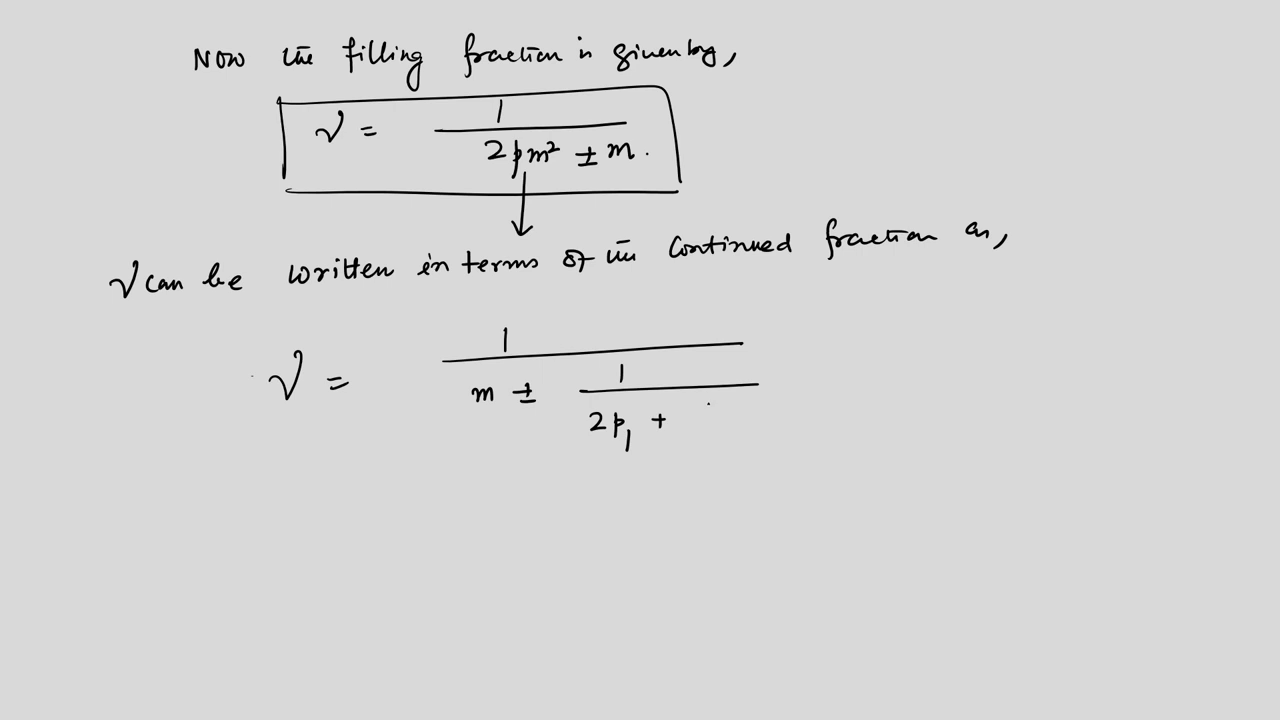 Now the filling fraction is given by,
ν = 1 / (2pm² ± m).
ν can be written in terms of the continued fraction as,
ν = 1 / (m ± 1 / (2p₁ +